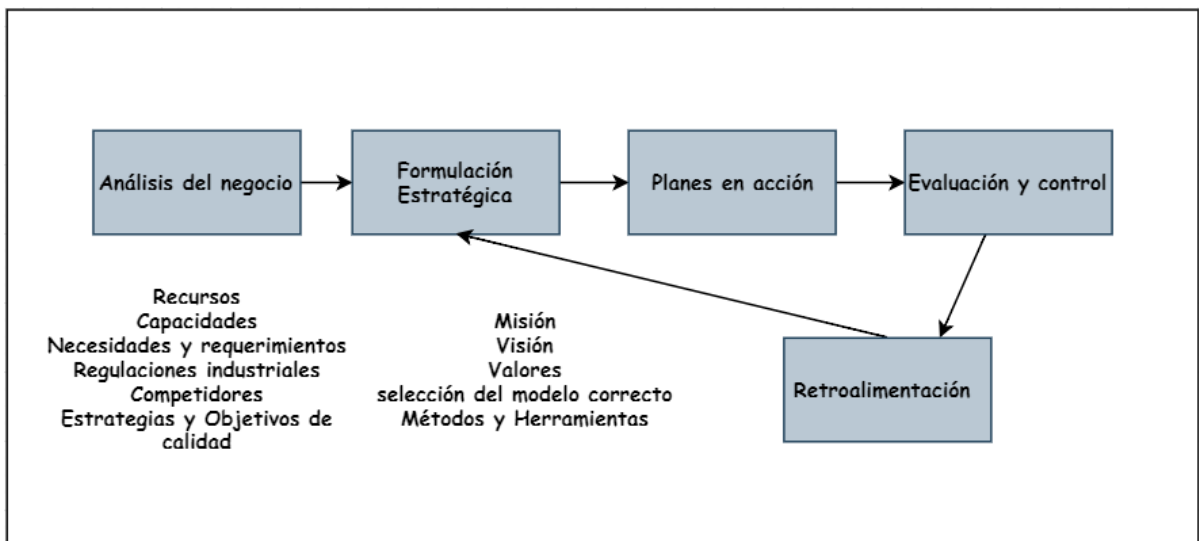 Análisis del negocio
Formulación
Estratégica
Planes en acción
Evaluación y control
Recursos
Capacidades
Necesidades y requerimientos
Regulaciones industriales
Competidores
Estrategias y Objetivos de
calidad
Misión
Visión
Valores
selección del modelo correcto
Métodos y Herramientas
Retroalimentación